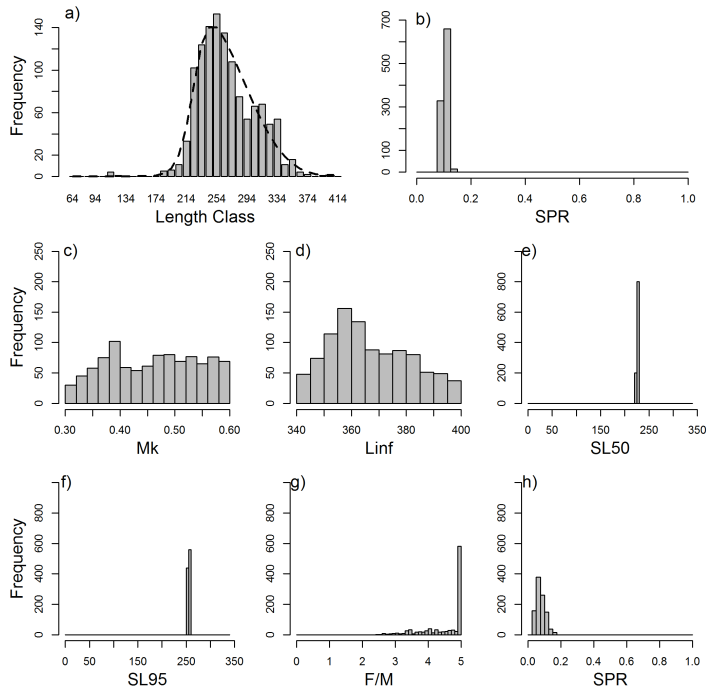 a)
Frequency
0 20 60 100 140
64 94 134 174 214 254 294 334 374 414
Length Class
b)
0 100 300 500 700
0.0 0.2 0.4 0.6 0.8 1.0
SPR
c)
Frequency
0 50 100 150 200 250
0.30 0.40 0.50 0.60
Mk
d)
0 50 100 150 200 250
340 360 380 400
Linf
e)
0 200 400 600 800
0 50 150 250 350
SL50
f)
Frequency
0 200 400 600 800
0 50 150 250 350
SL95
g)
0 200 400 600 800
0 1 2 3 4 5
F/M
h)
0 200 400 600 800
0.0 0.2 0.4 0.6 0.8 1.0
SPR